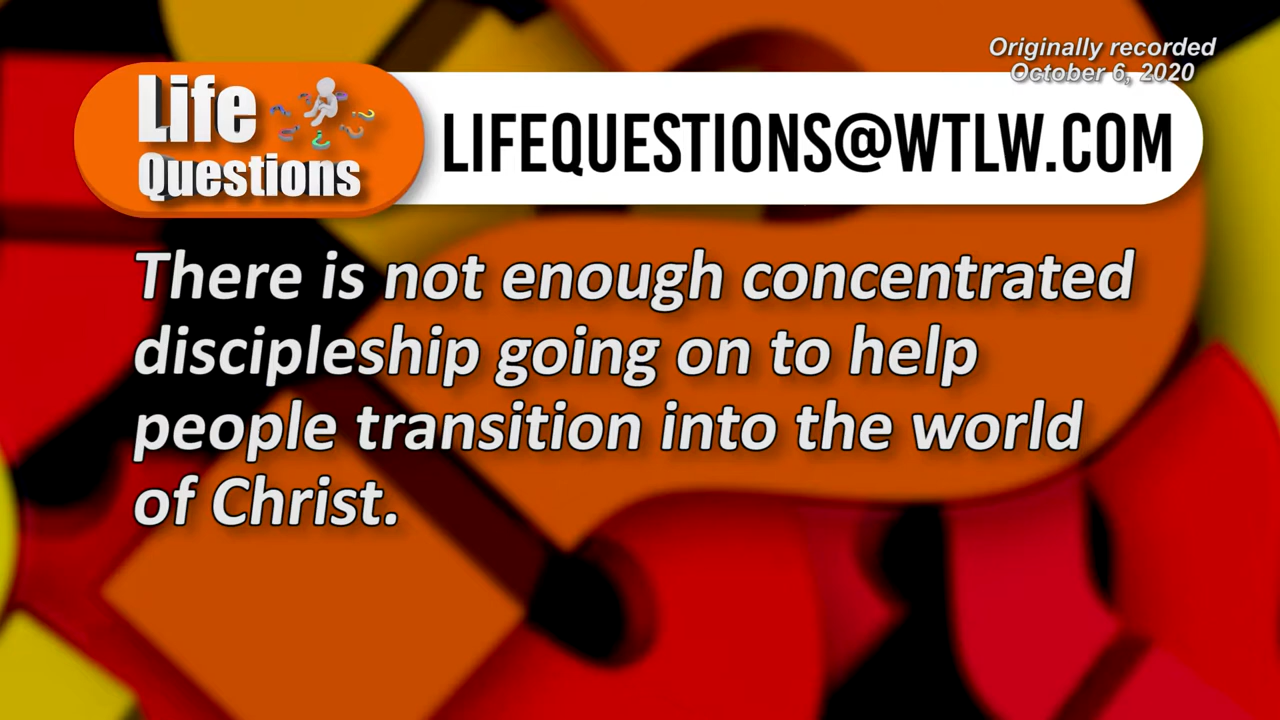 Originally recorded
October 6, 2020
Life
Questions
LIFEQUESTIONS@WTLW.COM
There is not enough concentrated
discipleship going on to help
people transition into the world
of Christ.